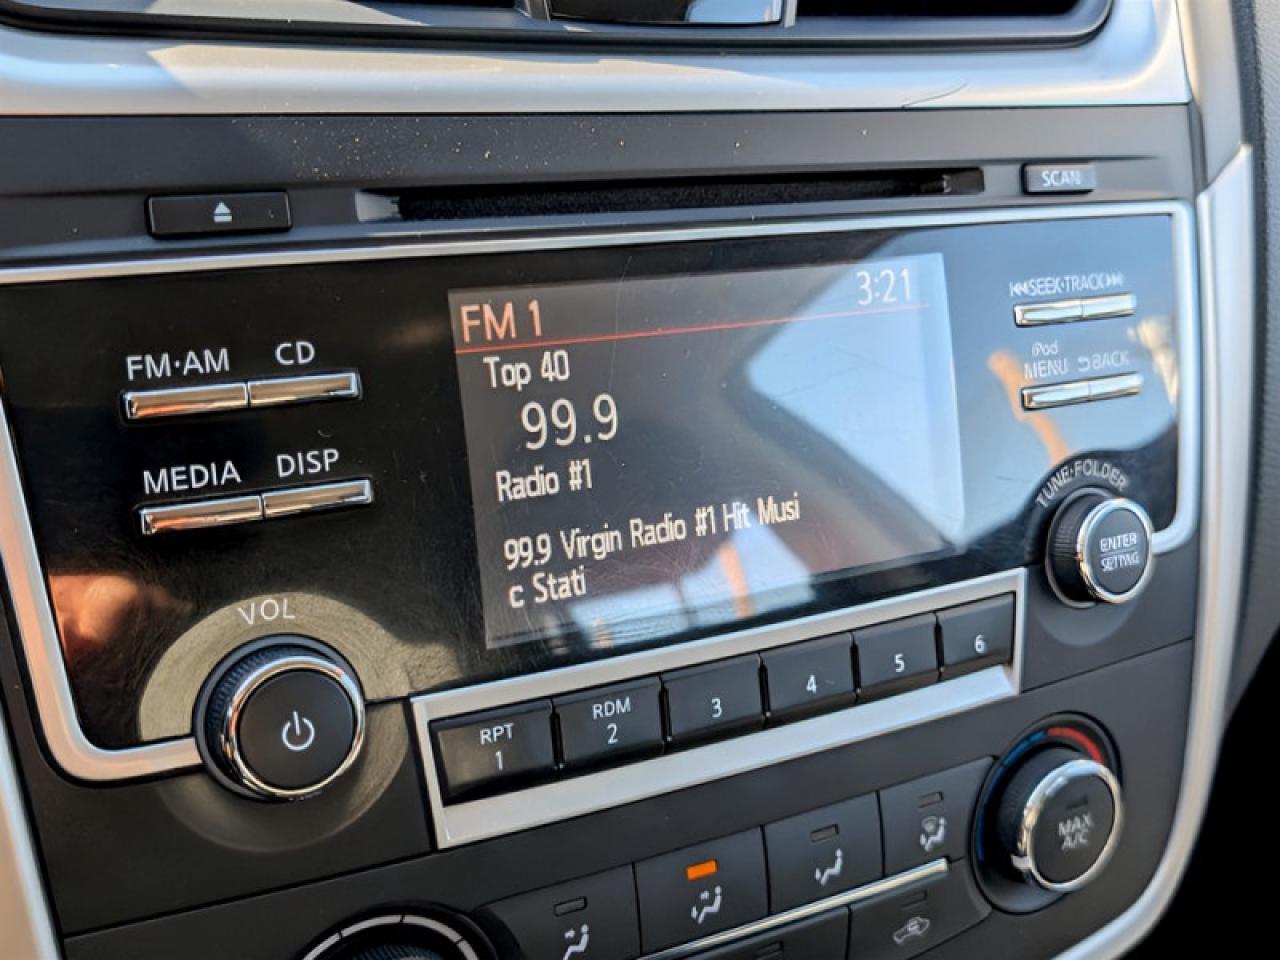 SCAN
FM 1 3:21
Top 40
99.9
Radio #1
99.9 Virgin Radio #1 Hit Musi
c Stati
FM·AM CD
MEDIA DISP
VOL
SEEK·TRACK
iPod
MENU BACK
TUNE·FOLDER
ENTER
SETTING
RPT
1
RDM
2
3
4
5
6
MAX
A/C